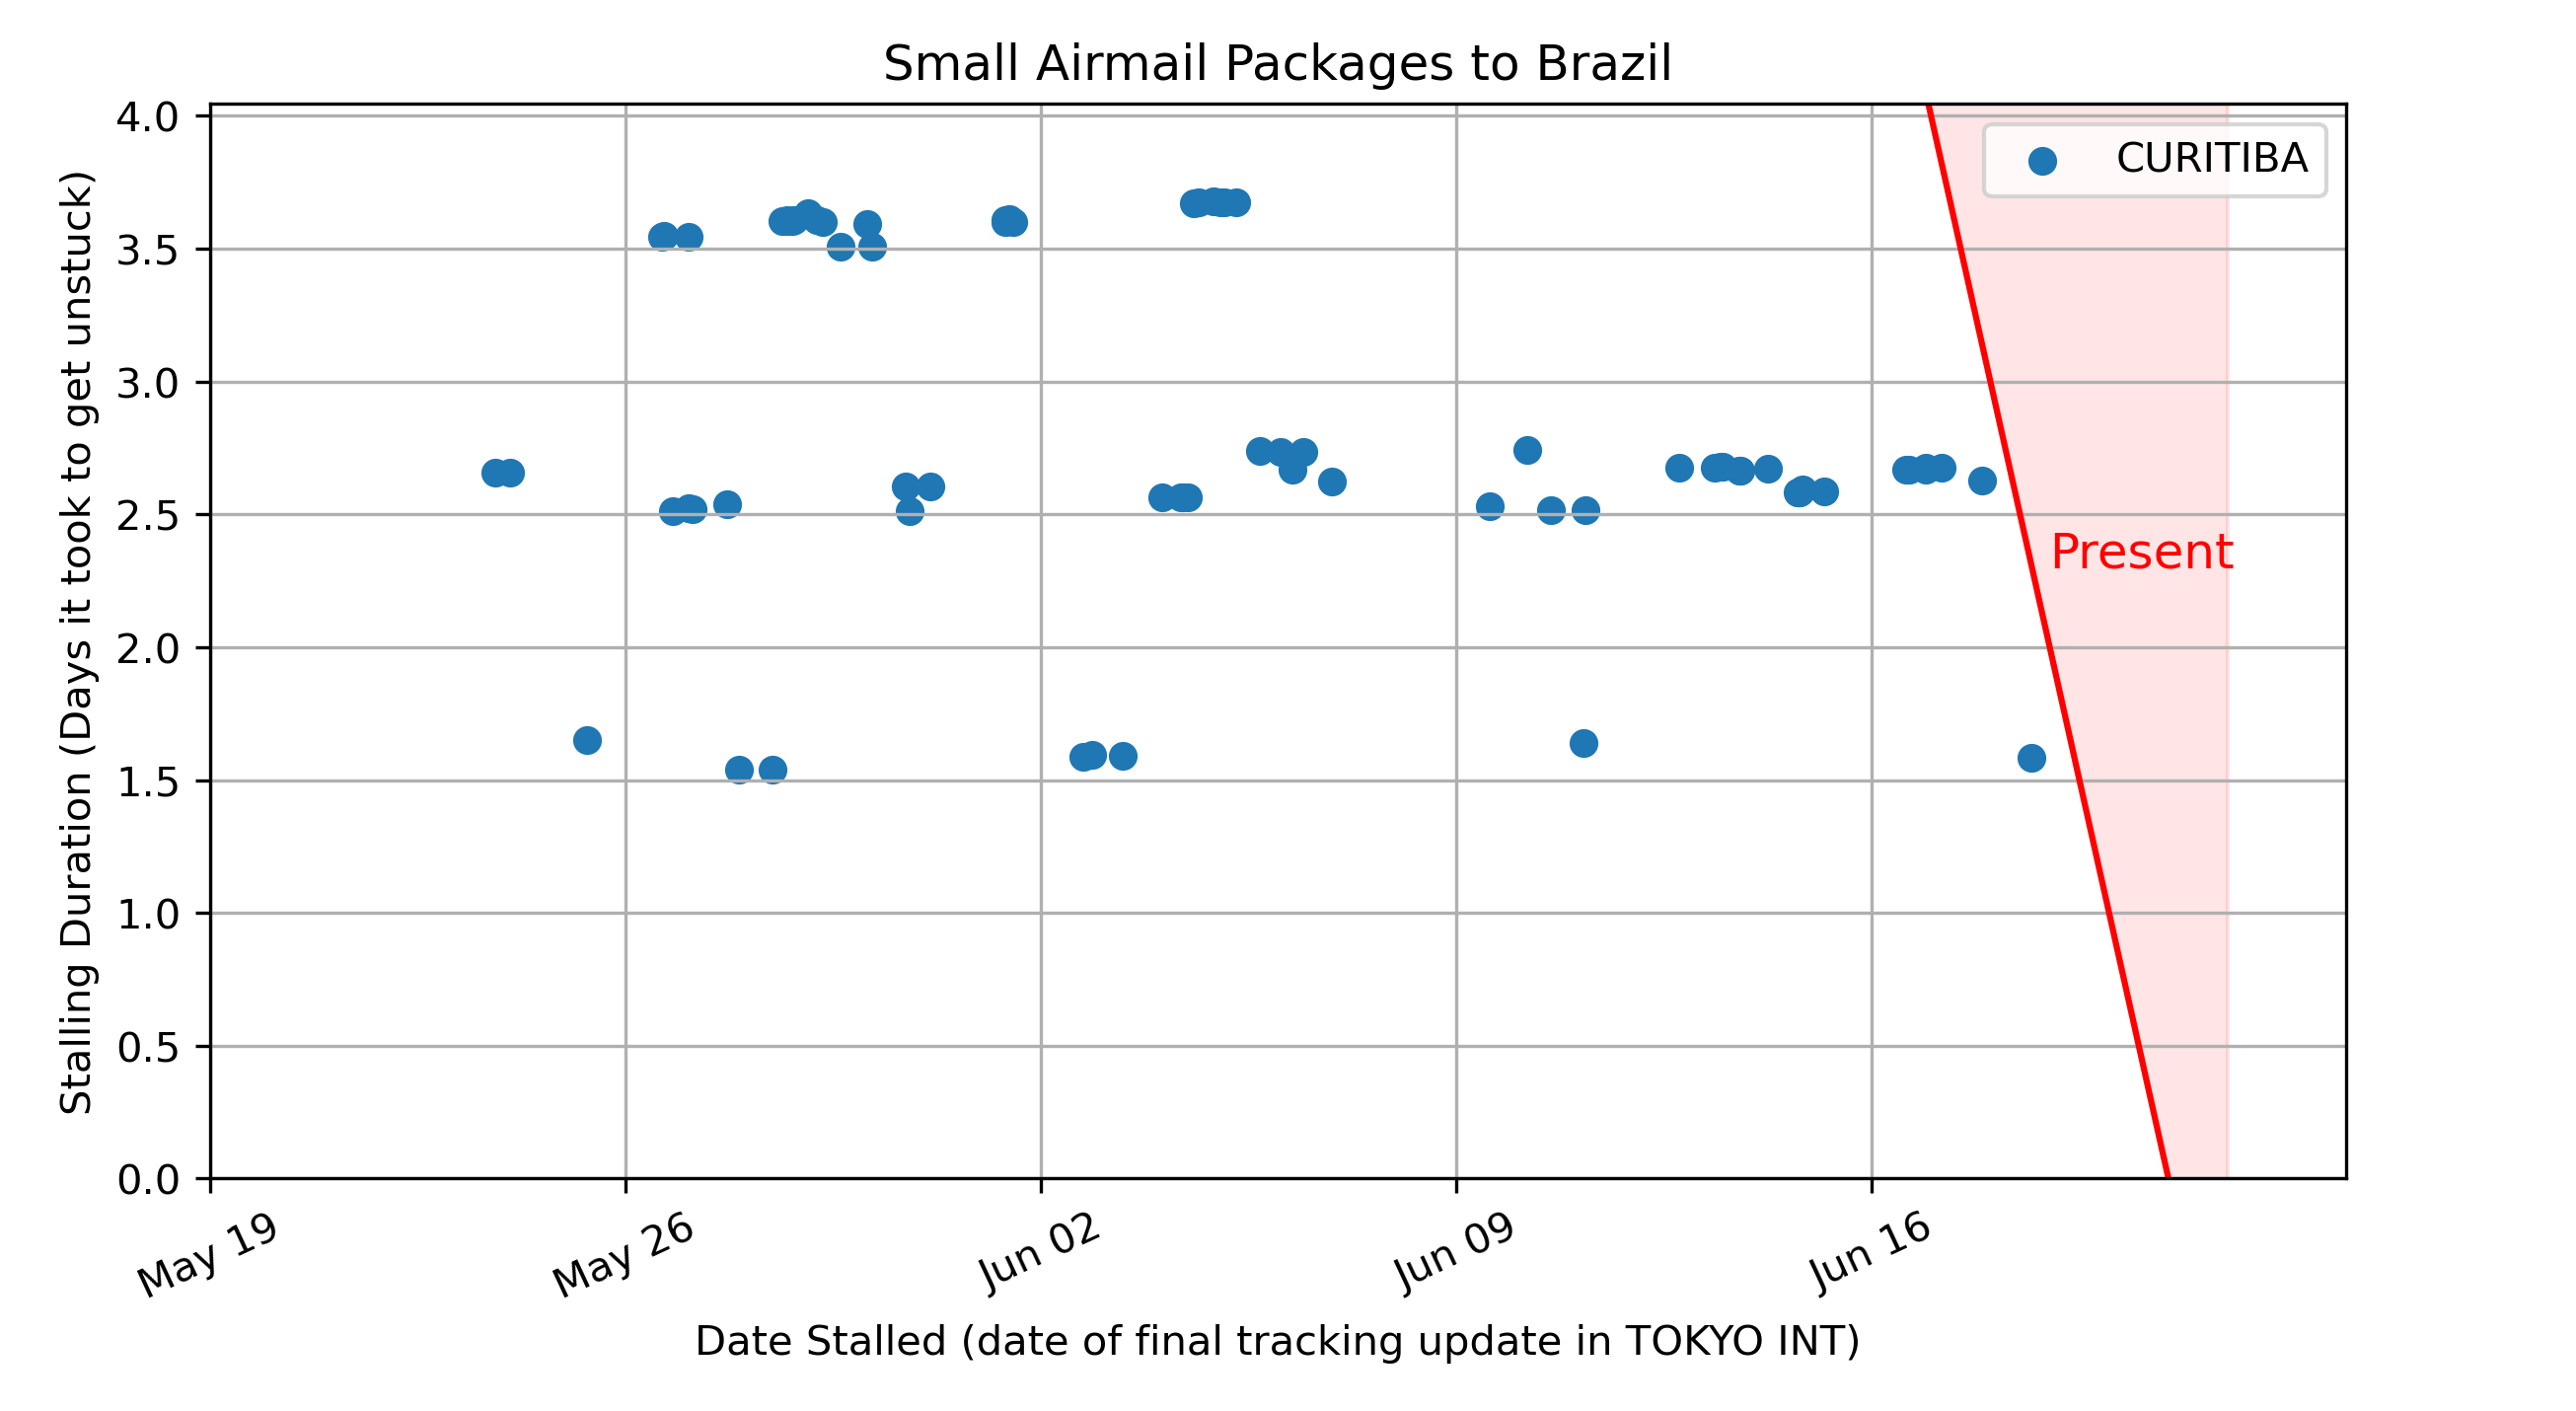 Small Airmail Packages to Brazil
Stalling Duration (Days it took to get unstuck)
4.0
3.5
3.0
2.5
2.0
1.5
1.0
0.5
0.0
CURITIBA
Present
May 19
May 26
Jun 02
Jun 09
Jun 16
Date Stalled (date of final tracking update in TOKYO INT)